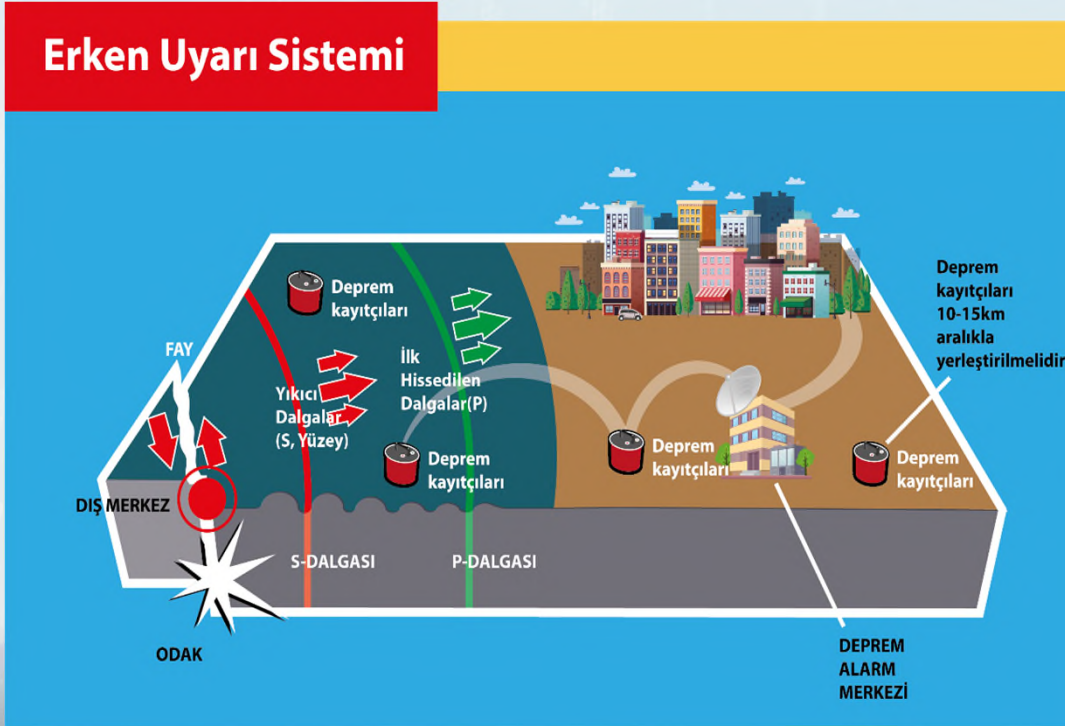 Erken Uyarı Sistemi
Deprem
kayıtçıları
Deprem
kayıtçıları
10-15km
aralıkla
yerleştirilmelidir
FAY
İlk
Hissedilen
Dalgalar(P)
Yıkıcı
Dalgalar
(S, Yüzey)
Deprem
kayıtçıları
Deprem
kayıtçıları
Deprem
kayıtçıları
DIŞ MERKEZ
S-DALGASI
P-DALGASI
ODAK
DEPREM
ALARM
MERKEZİ